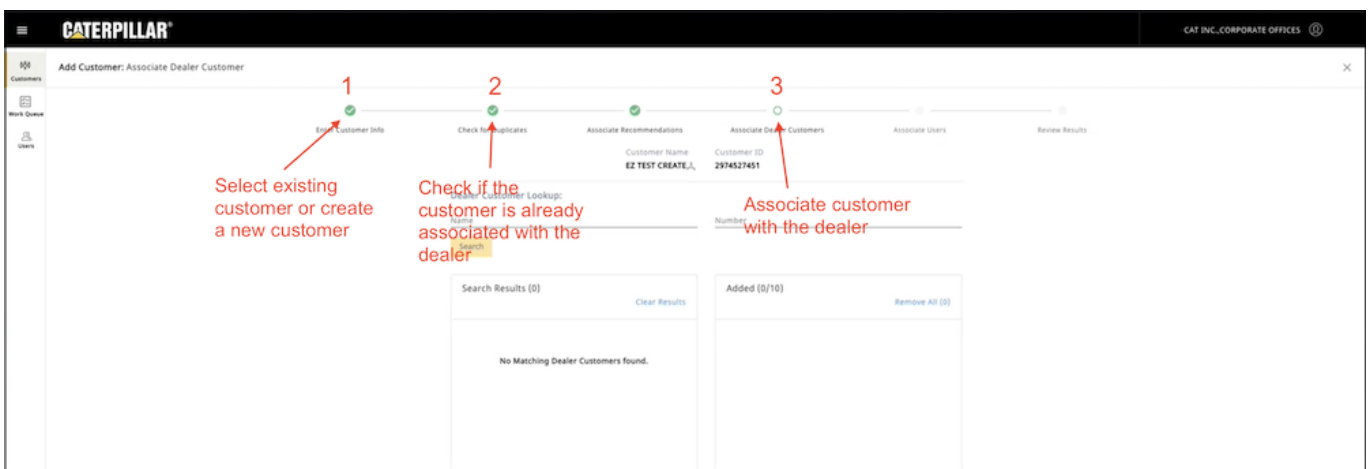 CATERPILLAR®
CAT INC.,CORPORATE OFFICES
Customers
Work Queue
Users
Add Customer: Associate Dealer Customer
1
2
3
Enter Customer Info
Check for Duplicates
Associate Recommendations
Associate Dealer Customers
Associate Users
Review Results
Customer Name
EZ TEST CREATE,
Customer ID
2974527451
Select existing
customer or create
a new customer
Check if the
customer is already
associated with the
dealer
Associate customer
with the dealer
Dealer Customer Lookup:
Name
Number
Search
Search Results (0)
Clear Results
Added (0/10)
Remove All (0)
No Matching Dealer Customers found.